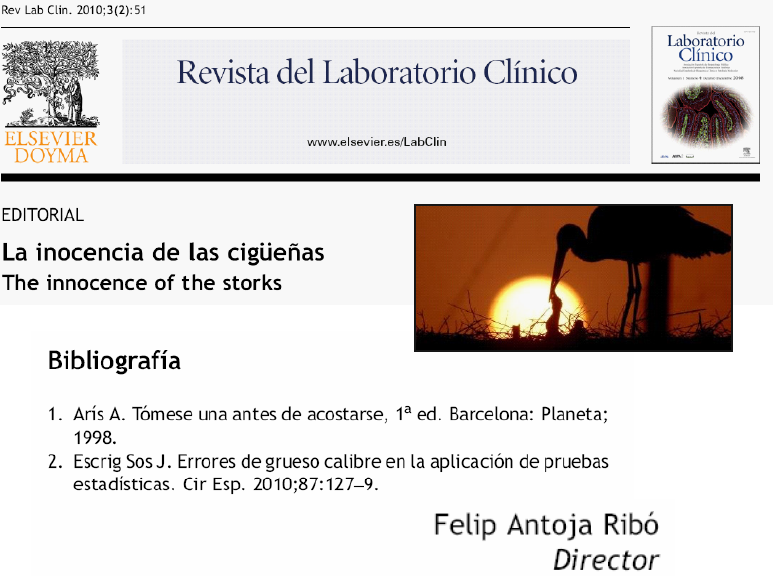 Rev Lab Clin. 2010;3(2):51
ELSEVIER
DOYMA
Revista del Laboratorio Clínico
www.elsevier.es/LabClin
Laboratorio
Clínico
EDITORIAL
La inocencia de las cigüeñas
The innocence of the storks
Bibliografía
1. Arís A. Tómese una antes de acostarse, 1ª ed. Barcelona: Planeta;
1998.
2. Escrig Sos J. Errores de grueso calibre en la aplicación de pruebas
estadísticas. Cir Esp. 2010;87:127–9.
Felip Antoja Ribó
Director